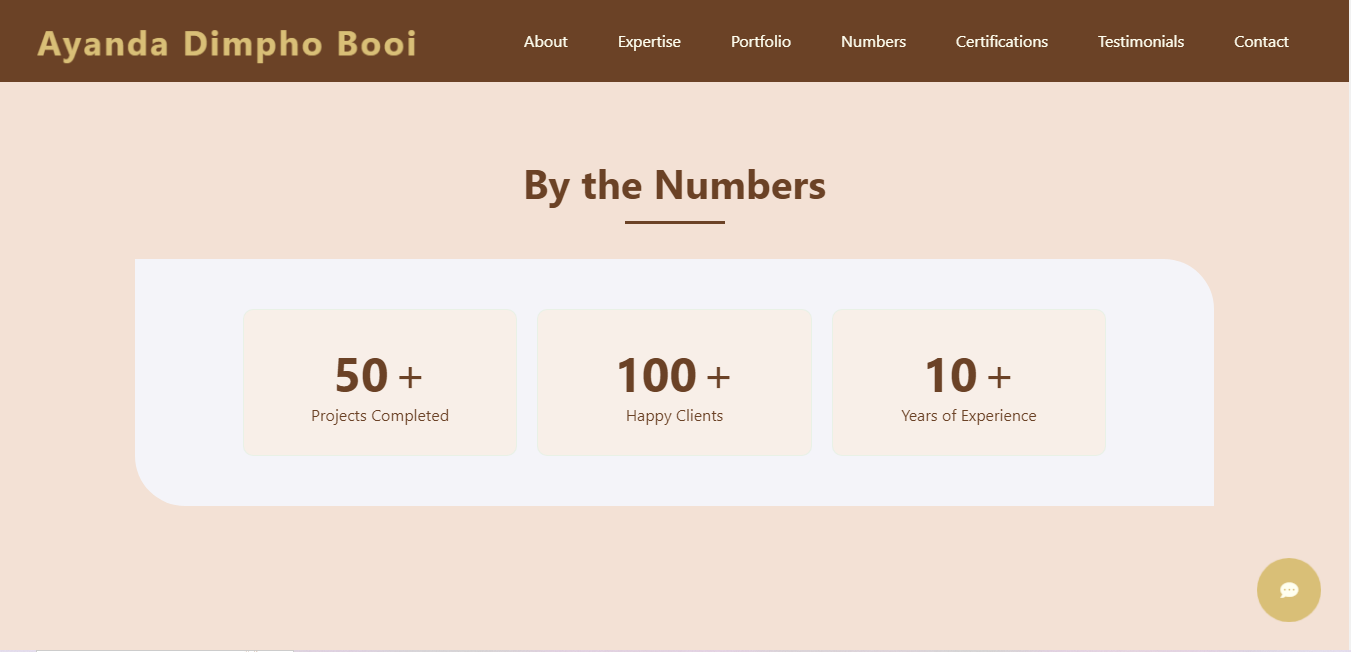 Ayanda Dimpho Booi
About Expertise Portfolio Numbers Certifications Testimonials Contact
By the Numbers
50 + 100 + 10 +
Projects Completed Happy Clients Years of Experience